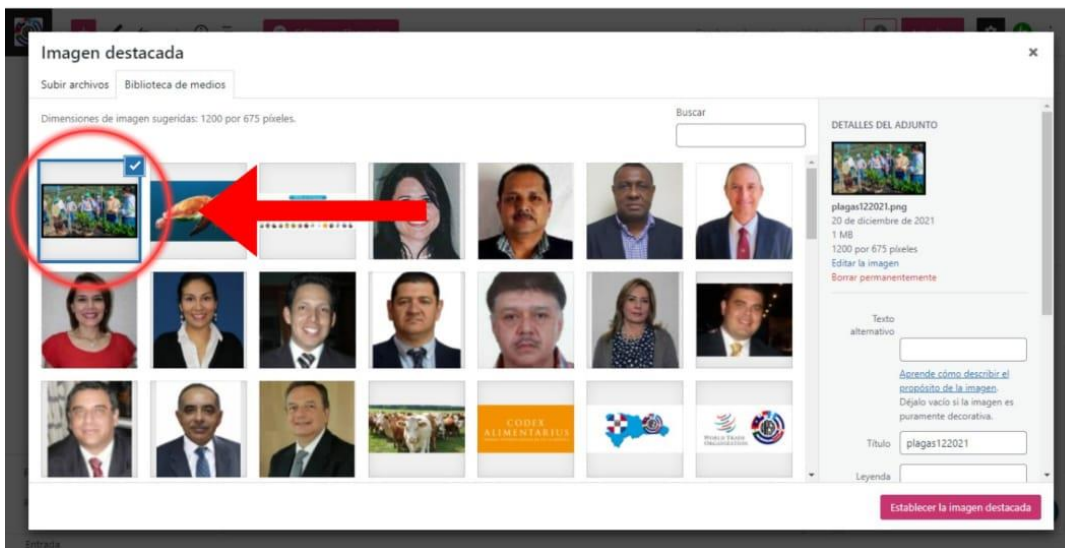 Imagen destacada
×
Subir archivos
Biblioteca de medios
Dimensiones de imagen sugeridas: 1200 por 675 píxeles.
Buscar
CODEX
ALIMENTARIUS
WORLD TRADE
ORGANIZATION
DETALLES DEL ADJUNTO
plagas122021.png
20 de diciembre de 2021
1 MB
1200 por 675 píxeles
Editar la imagen
Borrar permanentemente
Texto
alternativo
Aprende cómo describir el
propósito de la imagen.
Déjalo vacío si la imagen es
puramente decorativa.
Título
plagas122021
Leyenda
Establecer la imagen destacada
Entrada